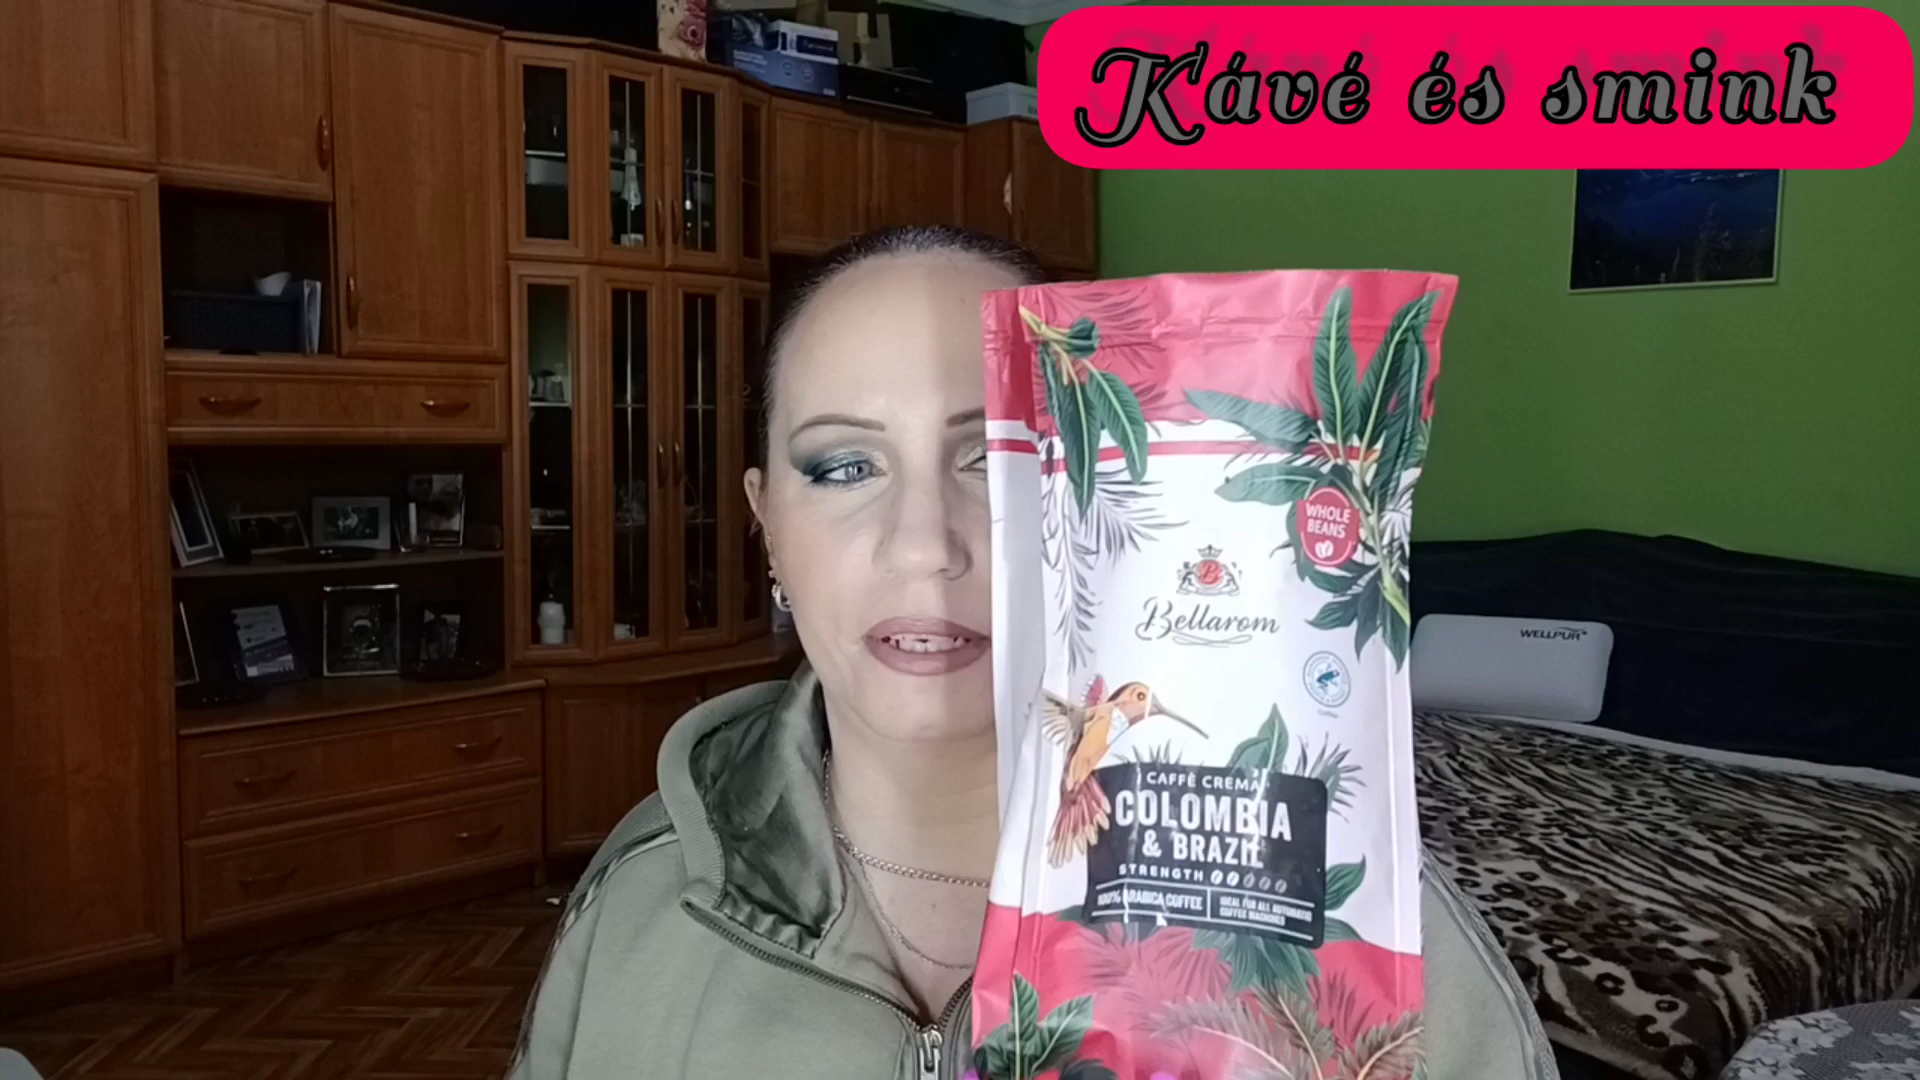 Kávé és smink
WHOLE
BEANS
Bellarom
WELLPUR
CAFFÈ CREMA
COLOMBIA
& BRAZIL
STRENGTH
100% ARABICA COFFEE
IDEAL FOR ALL AUTOMATIC
COFFEE MACHINES